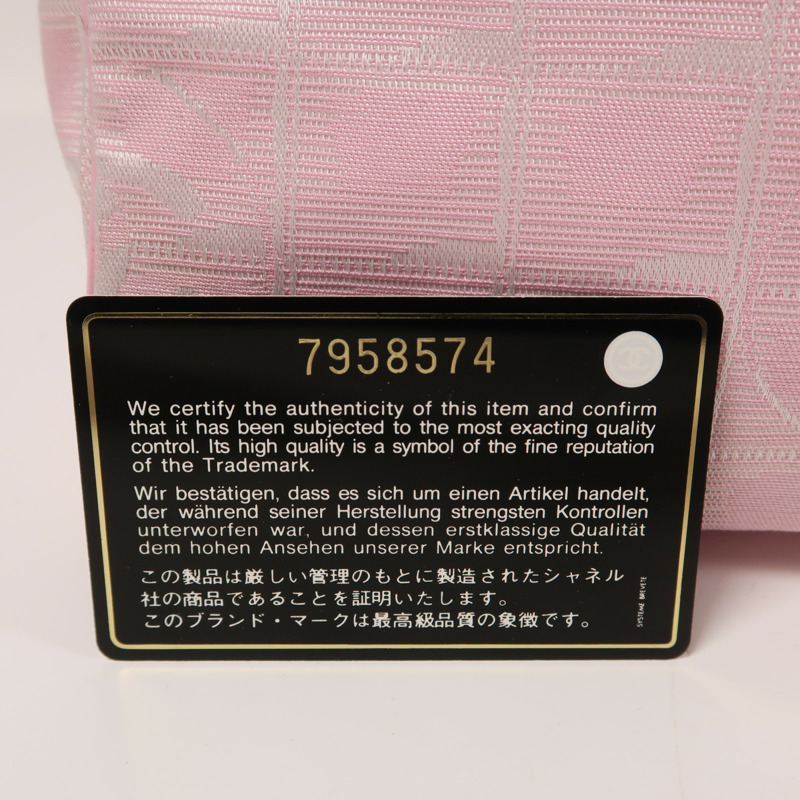 7958574
We certify the authenticity of this item and confirm
that it has been subjected to the most exacting quality
control. Its high quality is a symbol of the fine reputation
of the Trademark.
Wir bestätigen, dass es sich um einen Artikel handelt,
der während seiner Herstellung strengsten Kontrollen
unterworfen war, und dessen erstklassige Qualität
dem hohen Ansehen unserer Marke entspricht.
この製品は厳しい管理のもとに製造されたシャネル
社の商品であることを証明いたします。
このブランド・マークは最高級品質の象徴です。
SYSTEME BREVETE